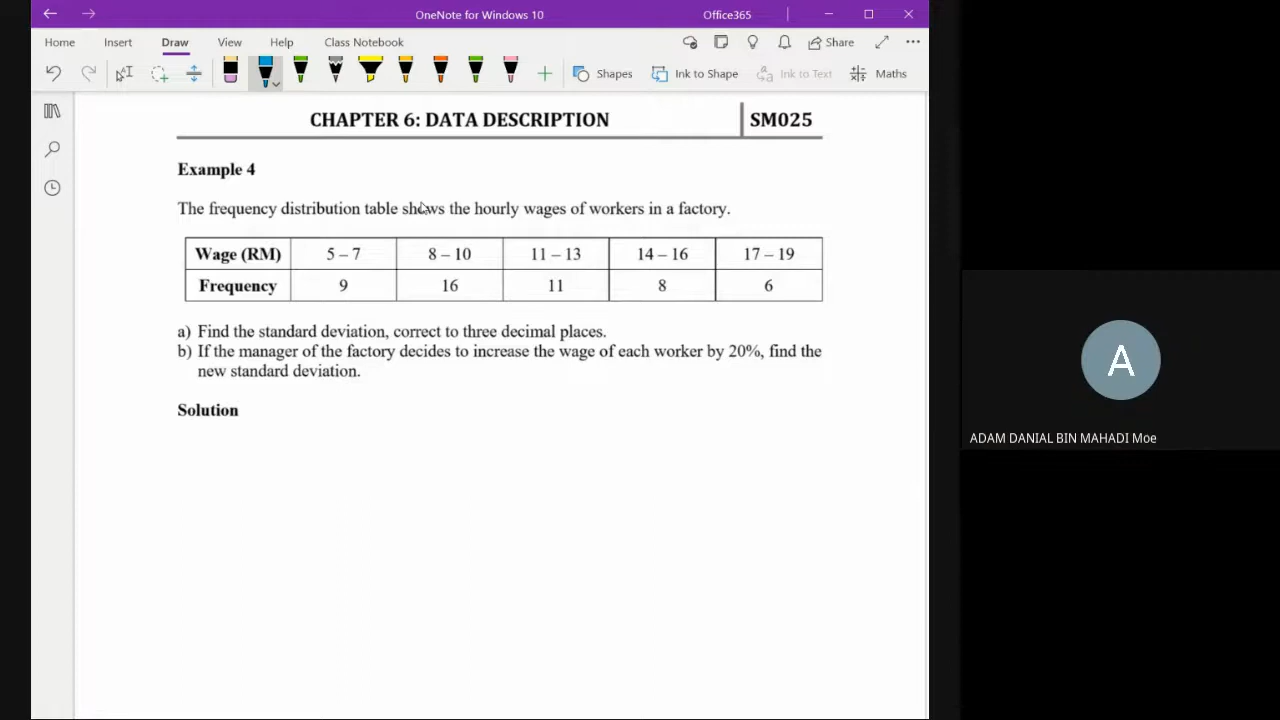 OneNote for Windows 10
Office365
Home Insert Draw View Help Class Notebook
Share
Shapes Ink to Shape Ink to Text Maths
CHAPTER 6: DATA DESCRIPTION SM025
Example 4
The frequency distribution table shows the hourly wages of workers in a factory.
Wage (RM) 5 – 7 8 – 10 11 – 13 14 – 16 17 – 19
Frequency 9 16 11 8 6
a) Find the standard deviation, correct to three decimal places.
b) If the manager of the factory decides to increase the wage of each worker by 20%, find the
new standard deviation.
Solution
A
ADAM DANIAL BIN MAHADI Moe